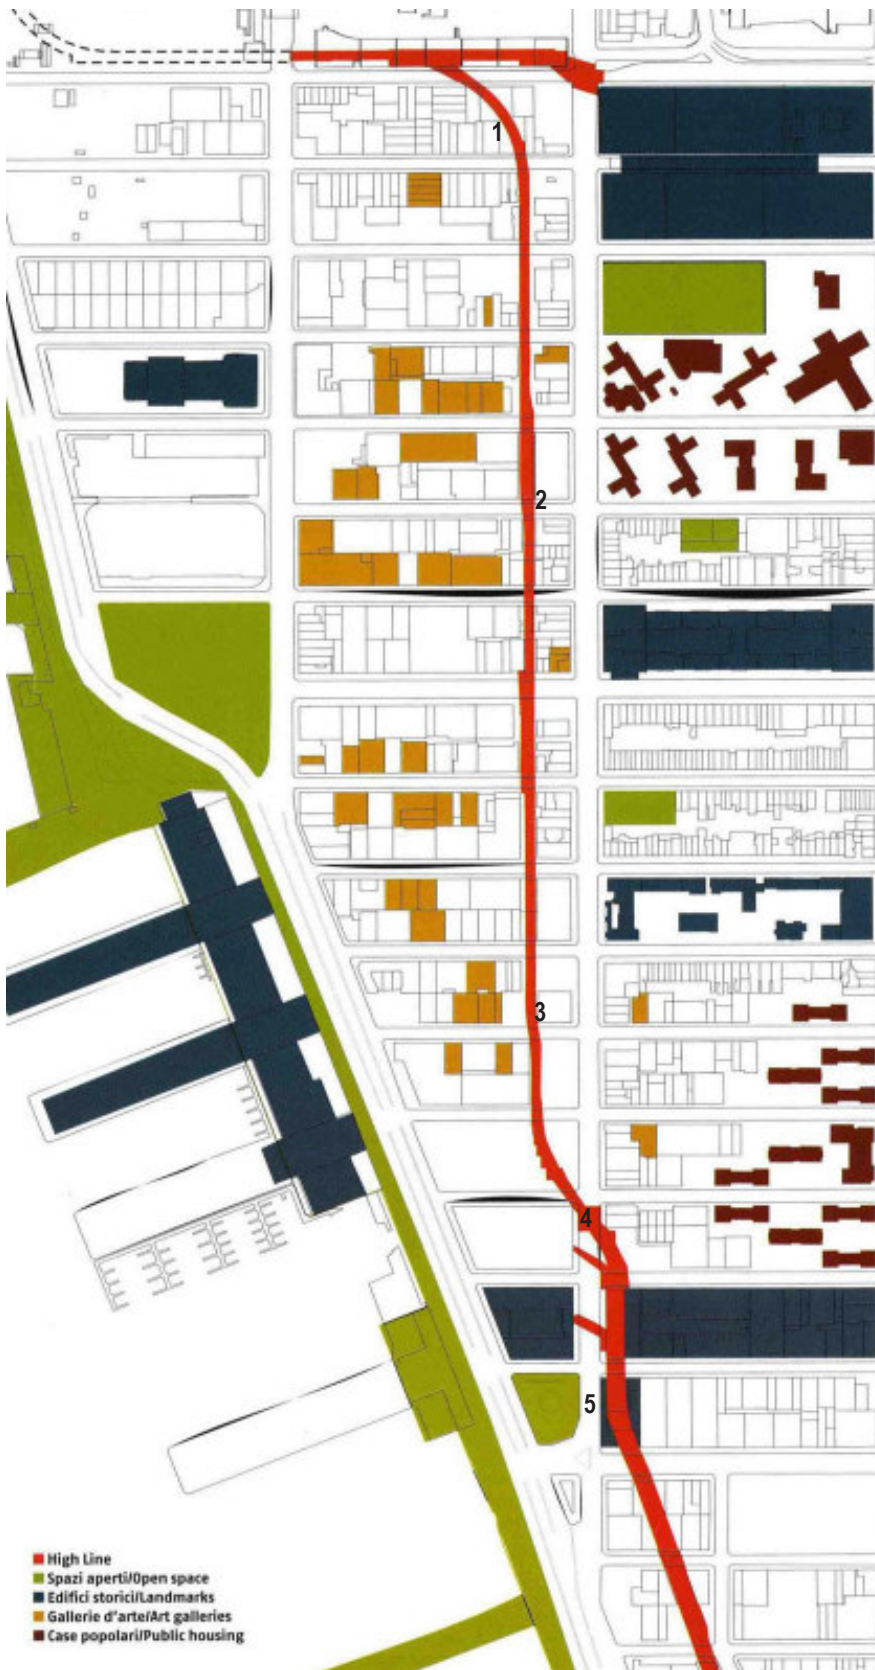 1
2
3
4
5
High Line
Spazi aperti/Open space
Edifici storici/Landmarks
Gallerie d'arte/Art galleries
Case popolari/Public housing